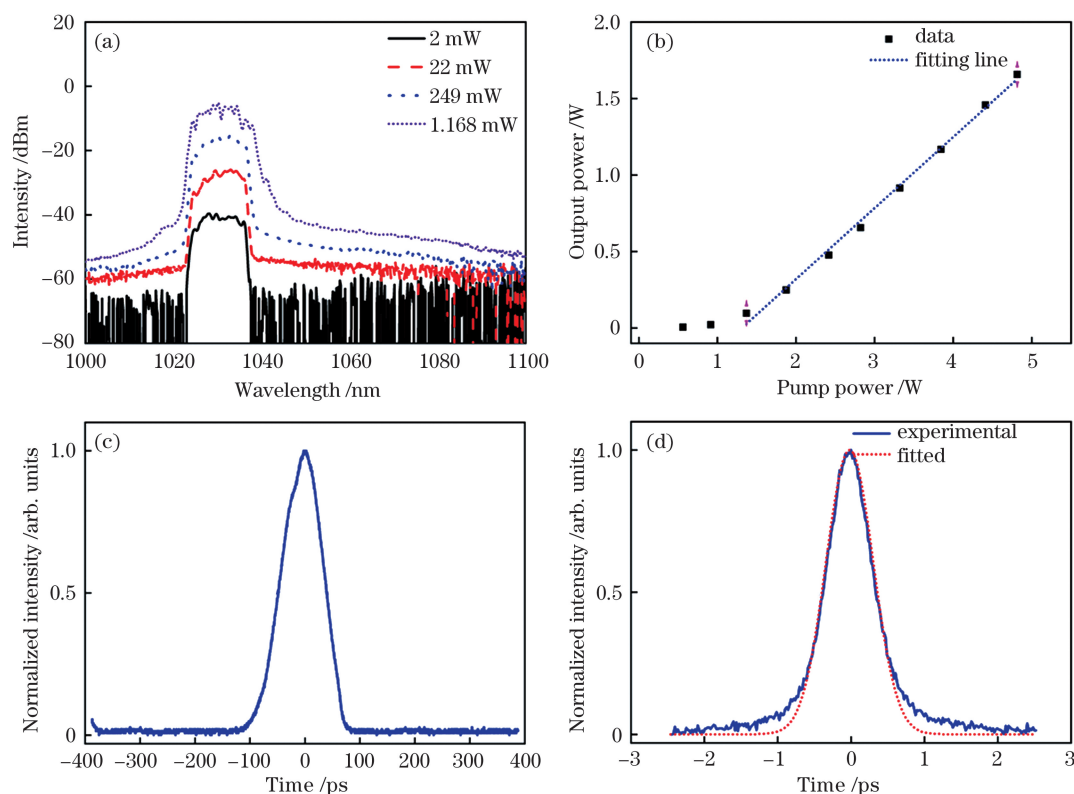 (a)
2 mW
22 mW
249 mW
1.168 mW
20
0
−20
−40
−60
−80
Intensity /dBm
1000
1020
1040
1060
1080
1100
Wavelength /nm
(b)
data
fitting line
2.0
1.5
1.0
0.5
0
Output power /W
0
1
2
3
4
5
Pump power /W
(c)
1.0
0.5
0
Normalized intensity /arb. units
−400
−300
−200
−100
0
100
200
300
400
Time /ps
(d)
experimental
fitted
1.0
0.5
0
Normalized intensity /arb. units
−3
−2
−1
0
1
2
3
Time /ps